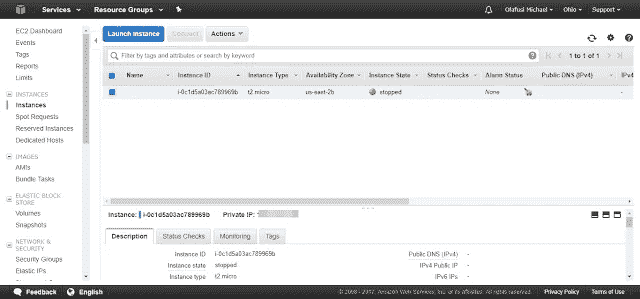 Services Resource Groups Olafusi Michael Ohio Support
EC2 Dashboard
Events
Tags
Reports
Limits
INSTANCES
Instances
Spot Requests
Reserved Instances
Dedicated Hosts
IMAGES
AMIs
Bundle Tasks
ELASTIC BLOCK
STORE
Volumes
Snapshots
NETWORK &
SECURITY
Security Groups
Elastic IPs
Launch Instance Connect Actions
Filter by tags and attributes or search by keyword 1 to 1 of 1
Name Instance ID Instance Type Availability Zone Instance State Status Checks Alarm Status Public DNS (IPv4) IPv4
i-0c1d5a03ac789969b t2.micro us-east-2b stopped None -
Instance: i-0c1d5a03ac789969b Private IP:
Description Status Checks Monitoring Tags
Instance ID i-0c1d5a03ac789969b Public DNS (IPv4) -
Instance state stopped IPv4 Public IP -
Instance type t2.micro IPv6 IPs -
Feedback English © 2008 - 2017, Amazon Web Services, Inc. or its affiliates. All rights reserved. Privacy Policy Terms of Use